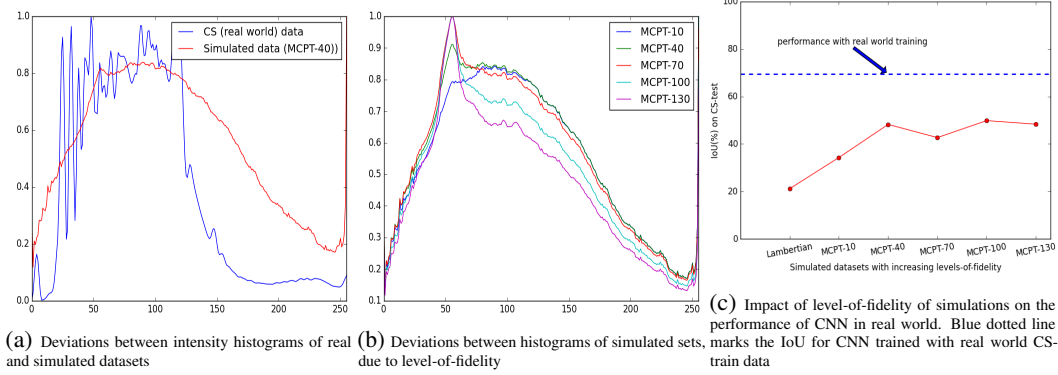 CS (real world) data
Simulated data (MCPT-40))
1.0
0.8
0.6
0.4
0.2
0.0
0
50
100
150
200
250
(a) Deviations between intensity histograms of real
and simulated datasets
MCPT-10
MCPT-40
MCPT-70
MCPT-100
MCPT-130
1.0
0.9
0.8
0.7
0.6
0.5
0.4
0.3
0.2
0.1
0
50
100
150
200
250
(b) Deviations between histograms of simulated sets,
due to level-of-fidelity
performance with real world training
IoU(%) on CS-test
100
80
60
40
20
0
Lambertian
MCPT-10
MCPT-40
MCPT-70
MCPT-100
MCPT-130
Simulated datasets with increasing levels-of-fidelity
(c) Impact of level-of-fidelity of simulations on the
performance of CNN in real world. Blue dotted line
marks the IoU for CNN trained with real world CS-
train data